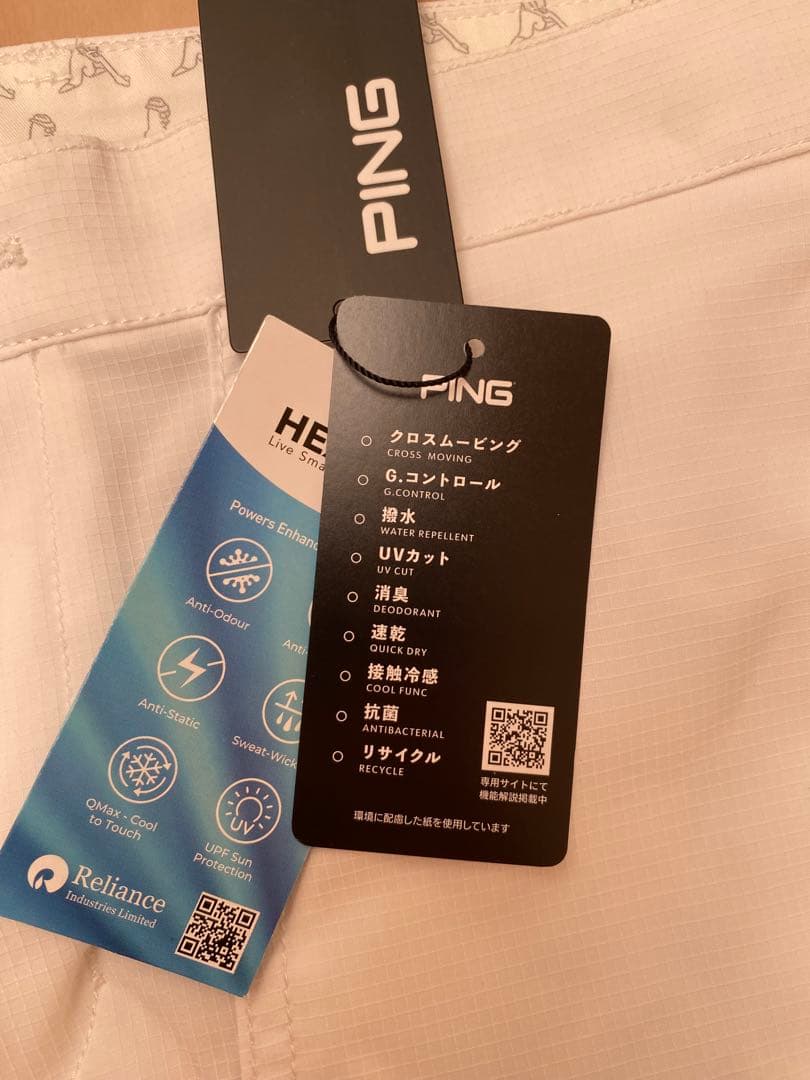 PING
PING
クロスムービング
CROSS MOVING
G.コントロール
G.CONTROL
撥水
WATER REPELLENT
UVカット
UV CUT
消臭
DEODORANT
速乾
QUICK DRY
接触冷感
COOL FUNC
抗菌
ANTIBACTERIAL
リサイクル
RECYCLE
専用サイトにて
機能解説掲載中
環境に配慮した紙を使用しています
Live
Powers
Anti-Odour
Anti-Static
QMax - Cool
to Touch
UPF Sun
Protection
UV
Reliance
Industries Limited